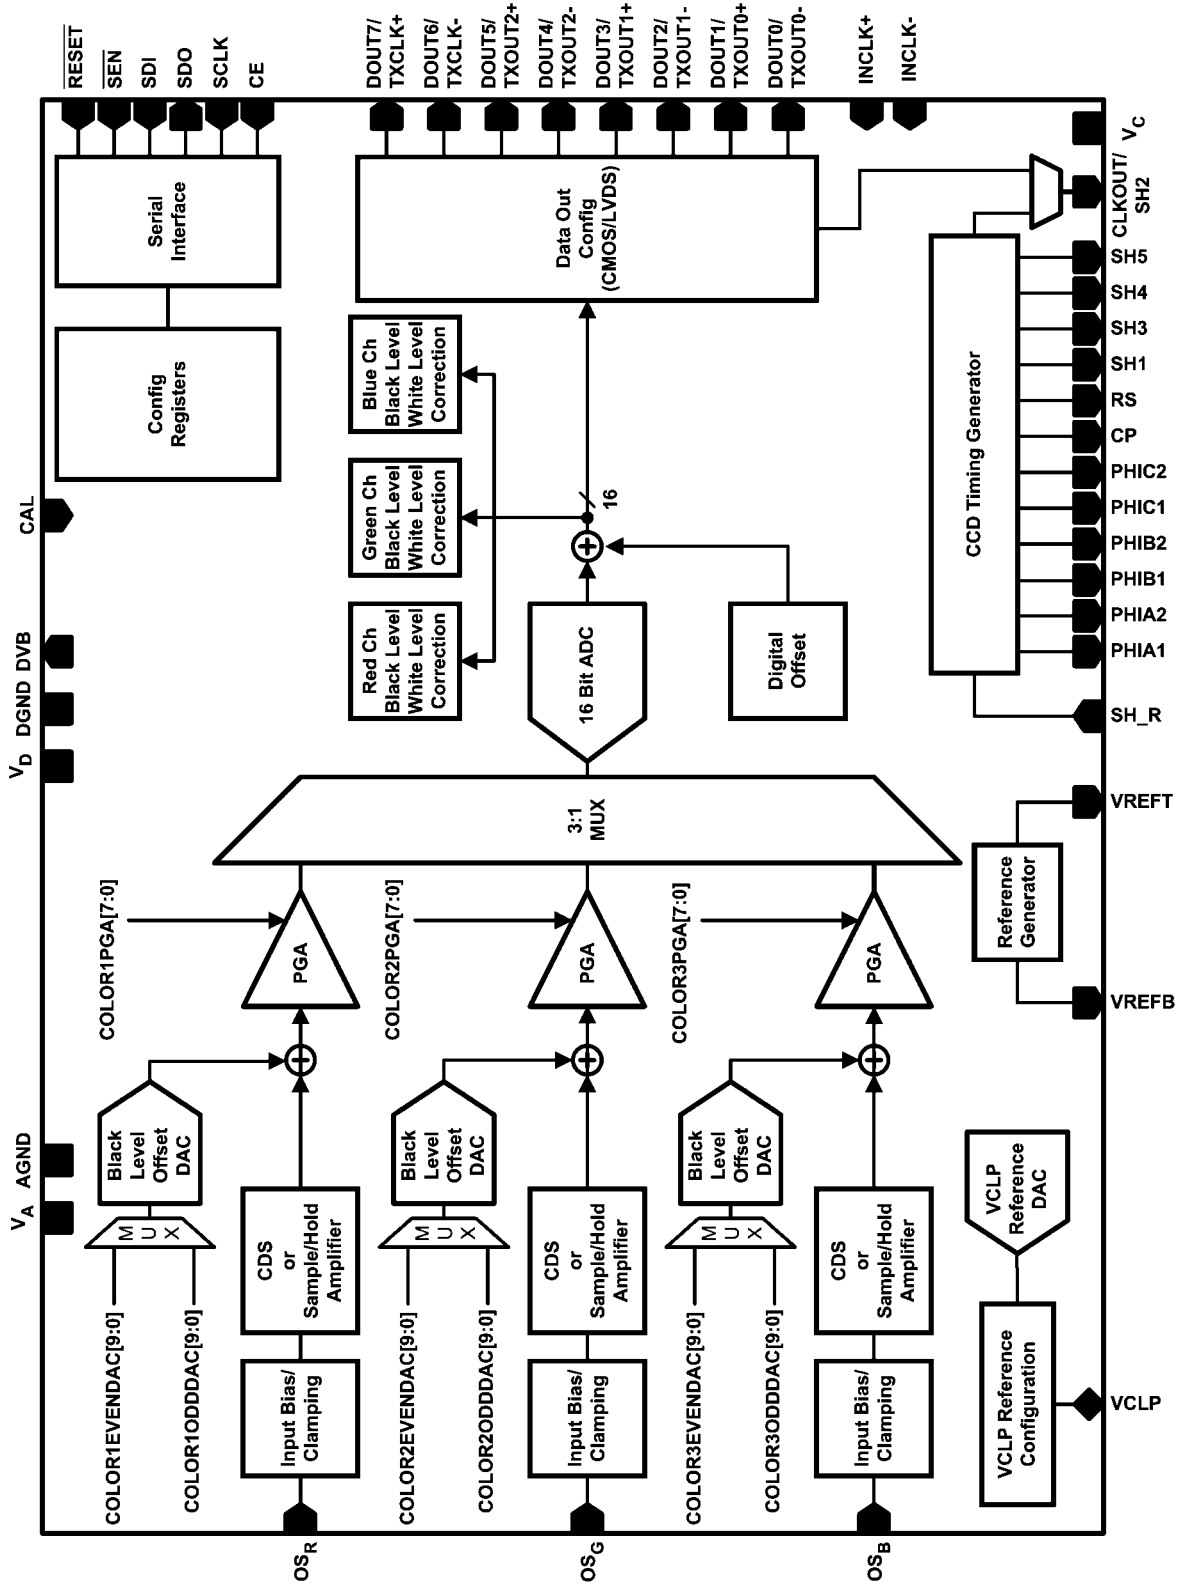 RESET
SEN
SDI
SDO
SCLK
CE
DOUT7/
TXCLK+
DOUT6/
TXCLK-
DOUT5/
TXOUT2+
DOUT4/
TXOUT2-
DOUT3/
TXOUT1+
DOUT2/
TXOUT1-
DOUT1/
TXOUT0+
DOUT0/
TXOUT0-
INCLK+
INCLK-
Serial
Interface
Config
Registers
Data Out
Config
(CMOS/LVDS)
Blue Ch
Black Level
White Level
Correction
Green Ch
Black Level
White Level
Correction
Red Ch
Black Level
White Level
Correction
16
16 Bit ADC
Digital
Offset
CCD Timing Generator
VC
CLKOUT/
SH2
SH5
SH4
SH3
SH1
RS
CP
PHIC2
PHIC1
PHIB2
PHIB1
PHIA2
PHIA1
SH_R
VREFT
VREFB
VCLP
CAL
DVB
DGND
VD
AGND
VA
3:1
MUX
COLOR1PGA[7:0]
PGA
COLOR2PGA[7:0]
PGA
COLOR3PGA[7:0]
PGA
Reference
Generator
Black
Level
Offset
DAC
M
U
X
COLOR1EVENDAC[9:0]
COLOR1ODDDAC[9:0]
CDS
or
Sample/Hold
Amplifier
Input Bias/
Clamping
OSR
Black
Level
Offset
DAC
M
U
X
COLOR2EVENDAC[9:0]
COLOR2ODDDAC[9:0]
CDS
or
Sample/Hold
Amplifier
Input Bias/
Clamping
OSG
Black
Level
Offset
DAC
M
U
X
COLOR3EVENDAC[9:0]
COLOR3ODDDAC[9:0]
CDS
or
Sample/Hold
Amplifier
Input Bias/
Clamping
OSB
VCLP
Reference
DAC
VCLP Reference
Configuration